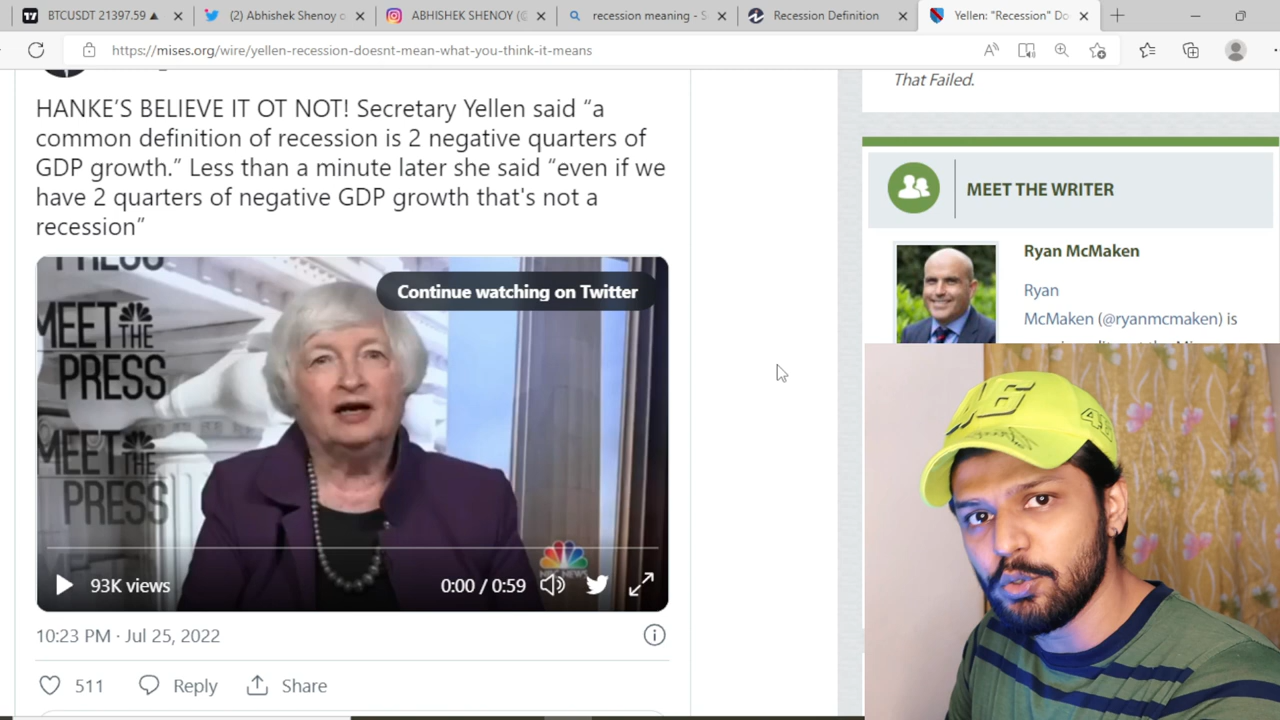 BTCUSDT 21397.59 ▲
(2) Abhishek Shenoy
ABHISHEK SHENOY (@
recession meaning - S
Recession Definition
Yellen: "Recession" Do
https://mises.org/wire/yellen-recession-doesnt-mean-what-you-think-it-means
That Failed.
HANKE'S BELIEVE IT OT NOT! Secretary Yellen said “a
common definition of recession is 2 negative quarters of
GDP growth.” Less than a minute later she said “even if we
have 2 quarters of negative GDP growth that's not a
recession”
MEET THE WRITER
Ryan McMaken
Ryan
McMaken (@ryanmcmaken) is
Continue watching on Twitter
PRESS
MEET THE
PRESS
MEET THE
PRESS
NBC NEWS
93K views
0:00 / 0:59
10:23 PM · Jul 25, 2022
511
Reply
Share
46